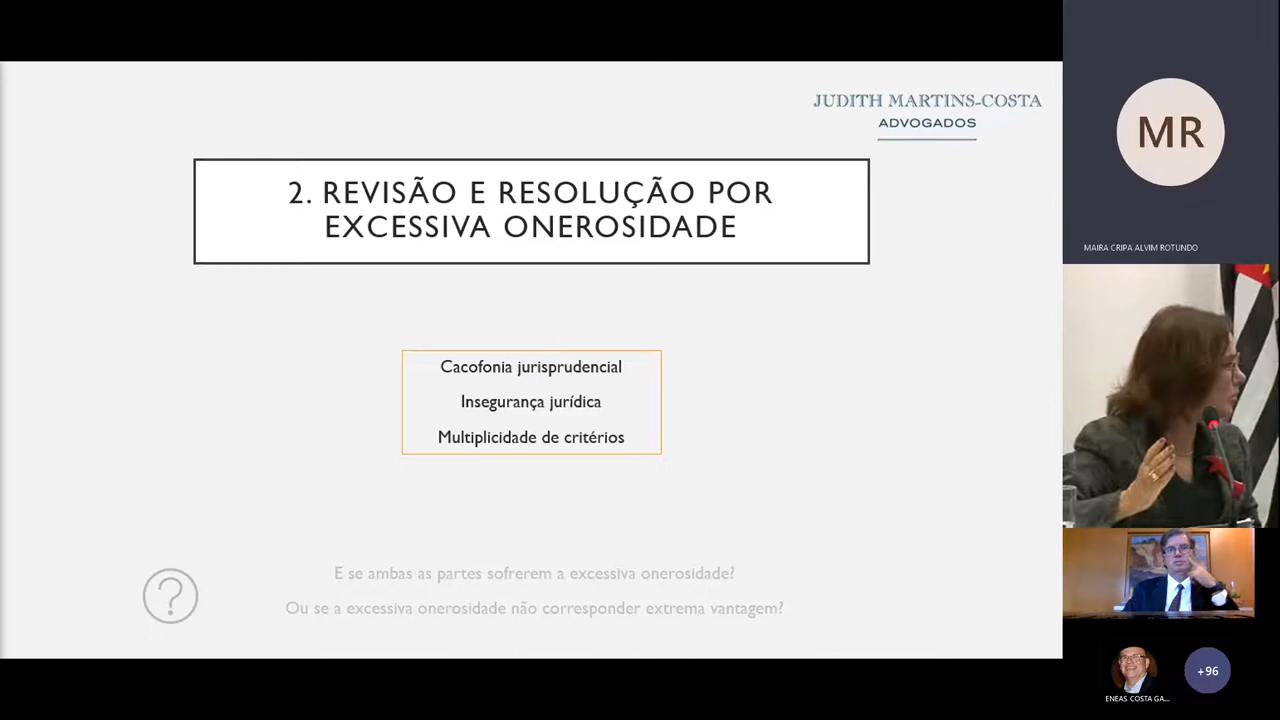 JUDITH MARTINS-COSTA
ADVOGADOS
2. REVISÃO E RESOLUÇÃO POR
EXCESSIVA ONEROSIDADE
Cacofonia jurisprudencial
Insegurança jurídica
Multiplicidade de critérios
?
E se ambas as partes sofrerem a excessiva onerosidade?
Ou se a excessiva onerosidade não corresponder extrema vantagem?
MR
MAIRA CRIPA ALVIM ROTUNDO
+96
ENEAS COSTA GA...